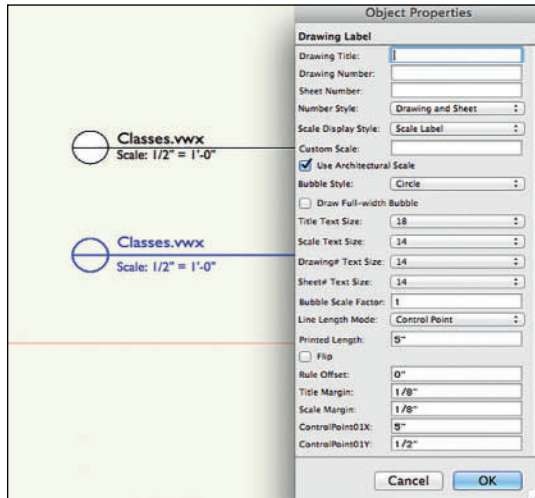 Object Properties
Drawing Label
Drawing Title:
Drawing Number:
Sheet Number:
Number Style: Drawing and Sheet
Scale Display Style: Scale Label
Custom Scale:
Use Architectural Scale
Bubble Style: Circle
Draw Full-width Bubble
Title Text Size: 18
Scale Text Size: 14
Drawing# Text Size: 14
Sheet# Text Size: 14
Bubble Scale Factor: 1
Line Length Mode: Control Point
Printed Length: 5"
Flip
Rule Offset: 0"
Title Margin: 1/8"
Scale Margin: 1/8"
ControlPoint01X: 5"
ControlPoint01Y: 1/2"
Cancel OK
Classes.vwx
Scale: 1/2" = 1'-0"
Classes.vwx
Scale: 1/2" = 1'-0"